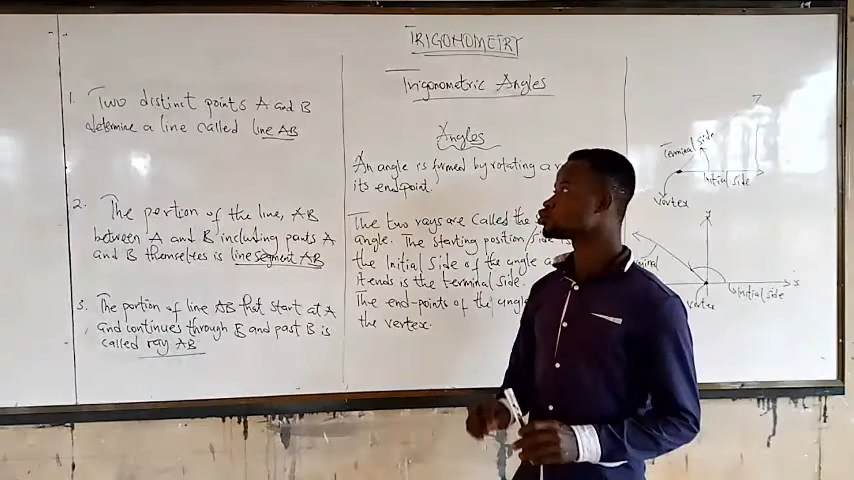 TRIGONOMETRY
Trigonometric Angles
1. Two distinct points A and B
determine a line called line AB
2. The portion of the line, AB
between A and B including points A
and B themselves is line segment AB
3. The portion of line AB that start at A
and continues through B and past B is
called ray AB
Angles
An angle is formed by rotating a
its endpoint.
The two rays are called the
angle. The starting position/side is
the Initial side of the angle a
it ends is the terminal side.
The end-points of the angle
the vertex.
Terminal side
Initial side
Vertex
y
minal
x
Initial side
Vertex